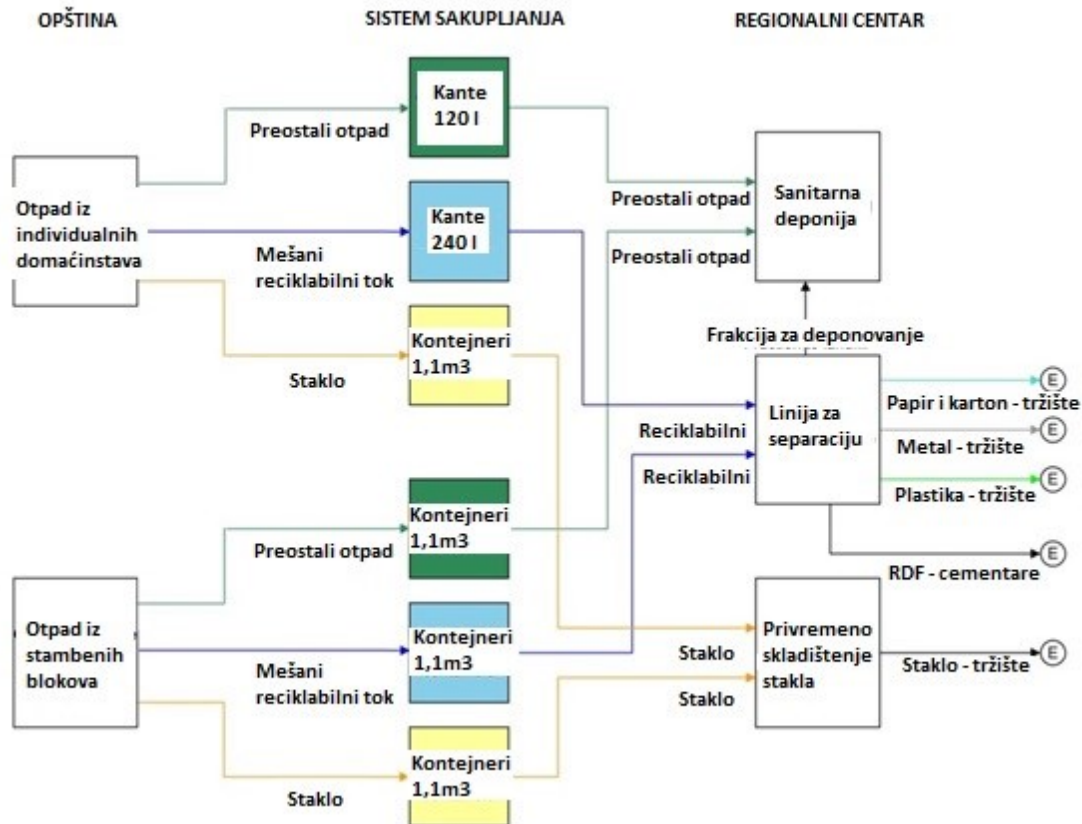 OPŠTINA
SISTEM SAKUPLJANJA
REGIONALNI CENTAR
Kante
120 l
Preostali otpad
Otpad iz
individualnih
domaćinstava
Kante
240 l
Mešani
reciklabilni tok
Kontejneri
1,1m3
Staklo
Preostali otpad
Preostali otpad
Sanitarna
deponija
Frakcija za deponovanje
Linija za
separaciju
Reciklabilni
Reciklabilni
E
Papir i karton - tržište
E
Metal - tržište
E
Plastika - tržište
E
RDF - cementare
Kontejneri
1,1m3
Preostali otpad
Otpad iz
stambenih
blokova
Kontejneri
1,1m3
Mešani
reciklabilni tok
Kontejneri
1,1m3
Staklo
Staklo
Staklo
Privremeno
skladištenje
stakla
E
Staklo - tržište